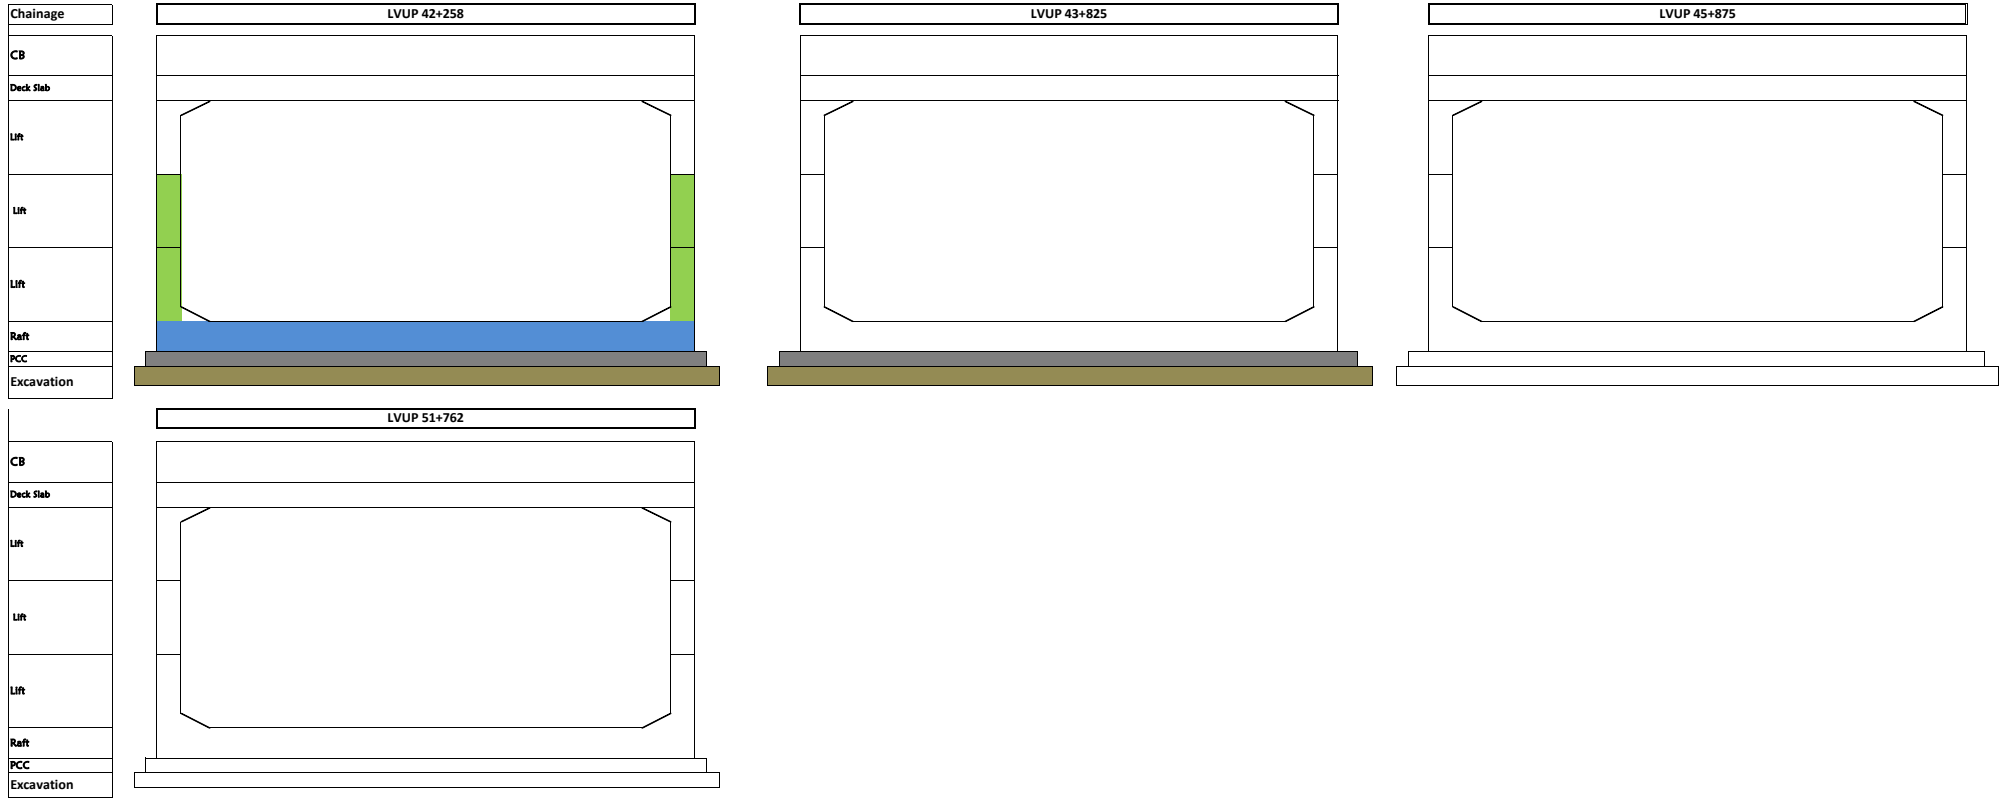 Chainage
LVUP 42+258
LVUP 43+825
LVUP 45+875
CB
Deck Slab
Lift
Lift
Lift
Raft
PCC
Excavation
LVUP 51+762
CB
Deck Slab
Lift
Lift
Lift
Raft
PCC
Excavation